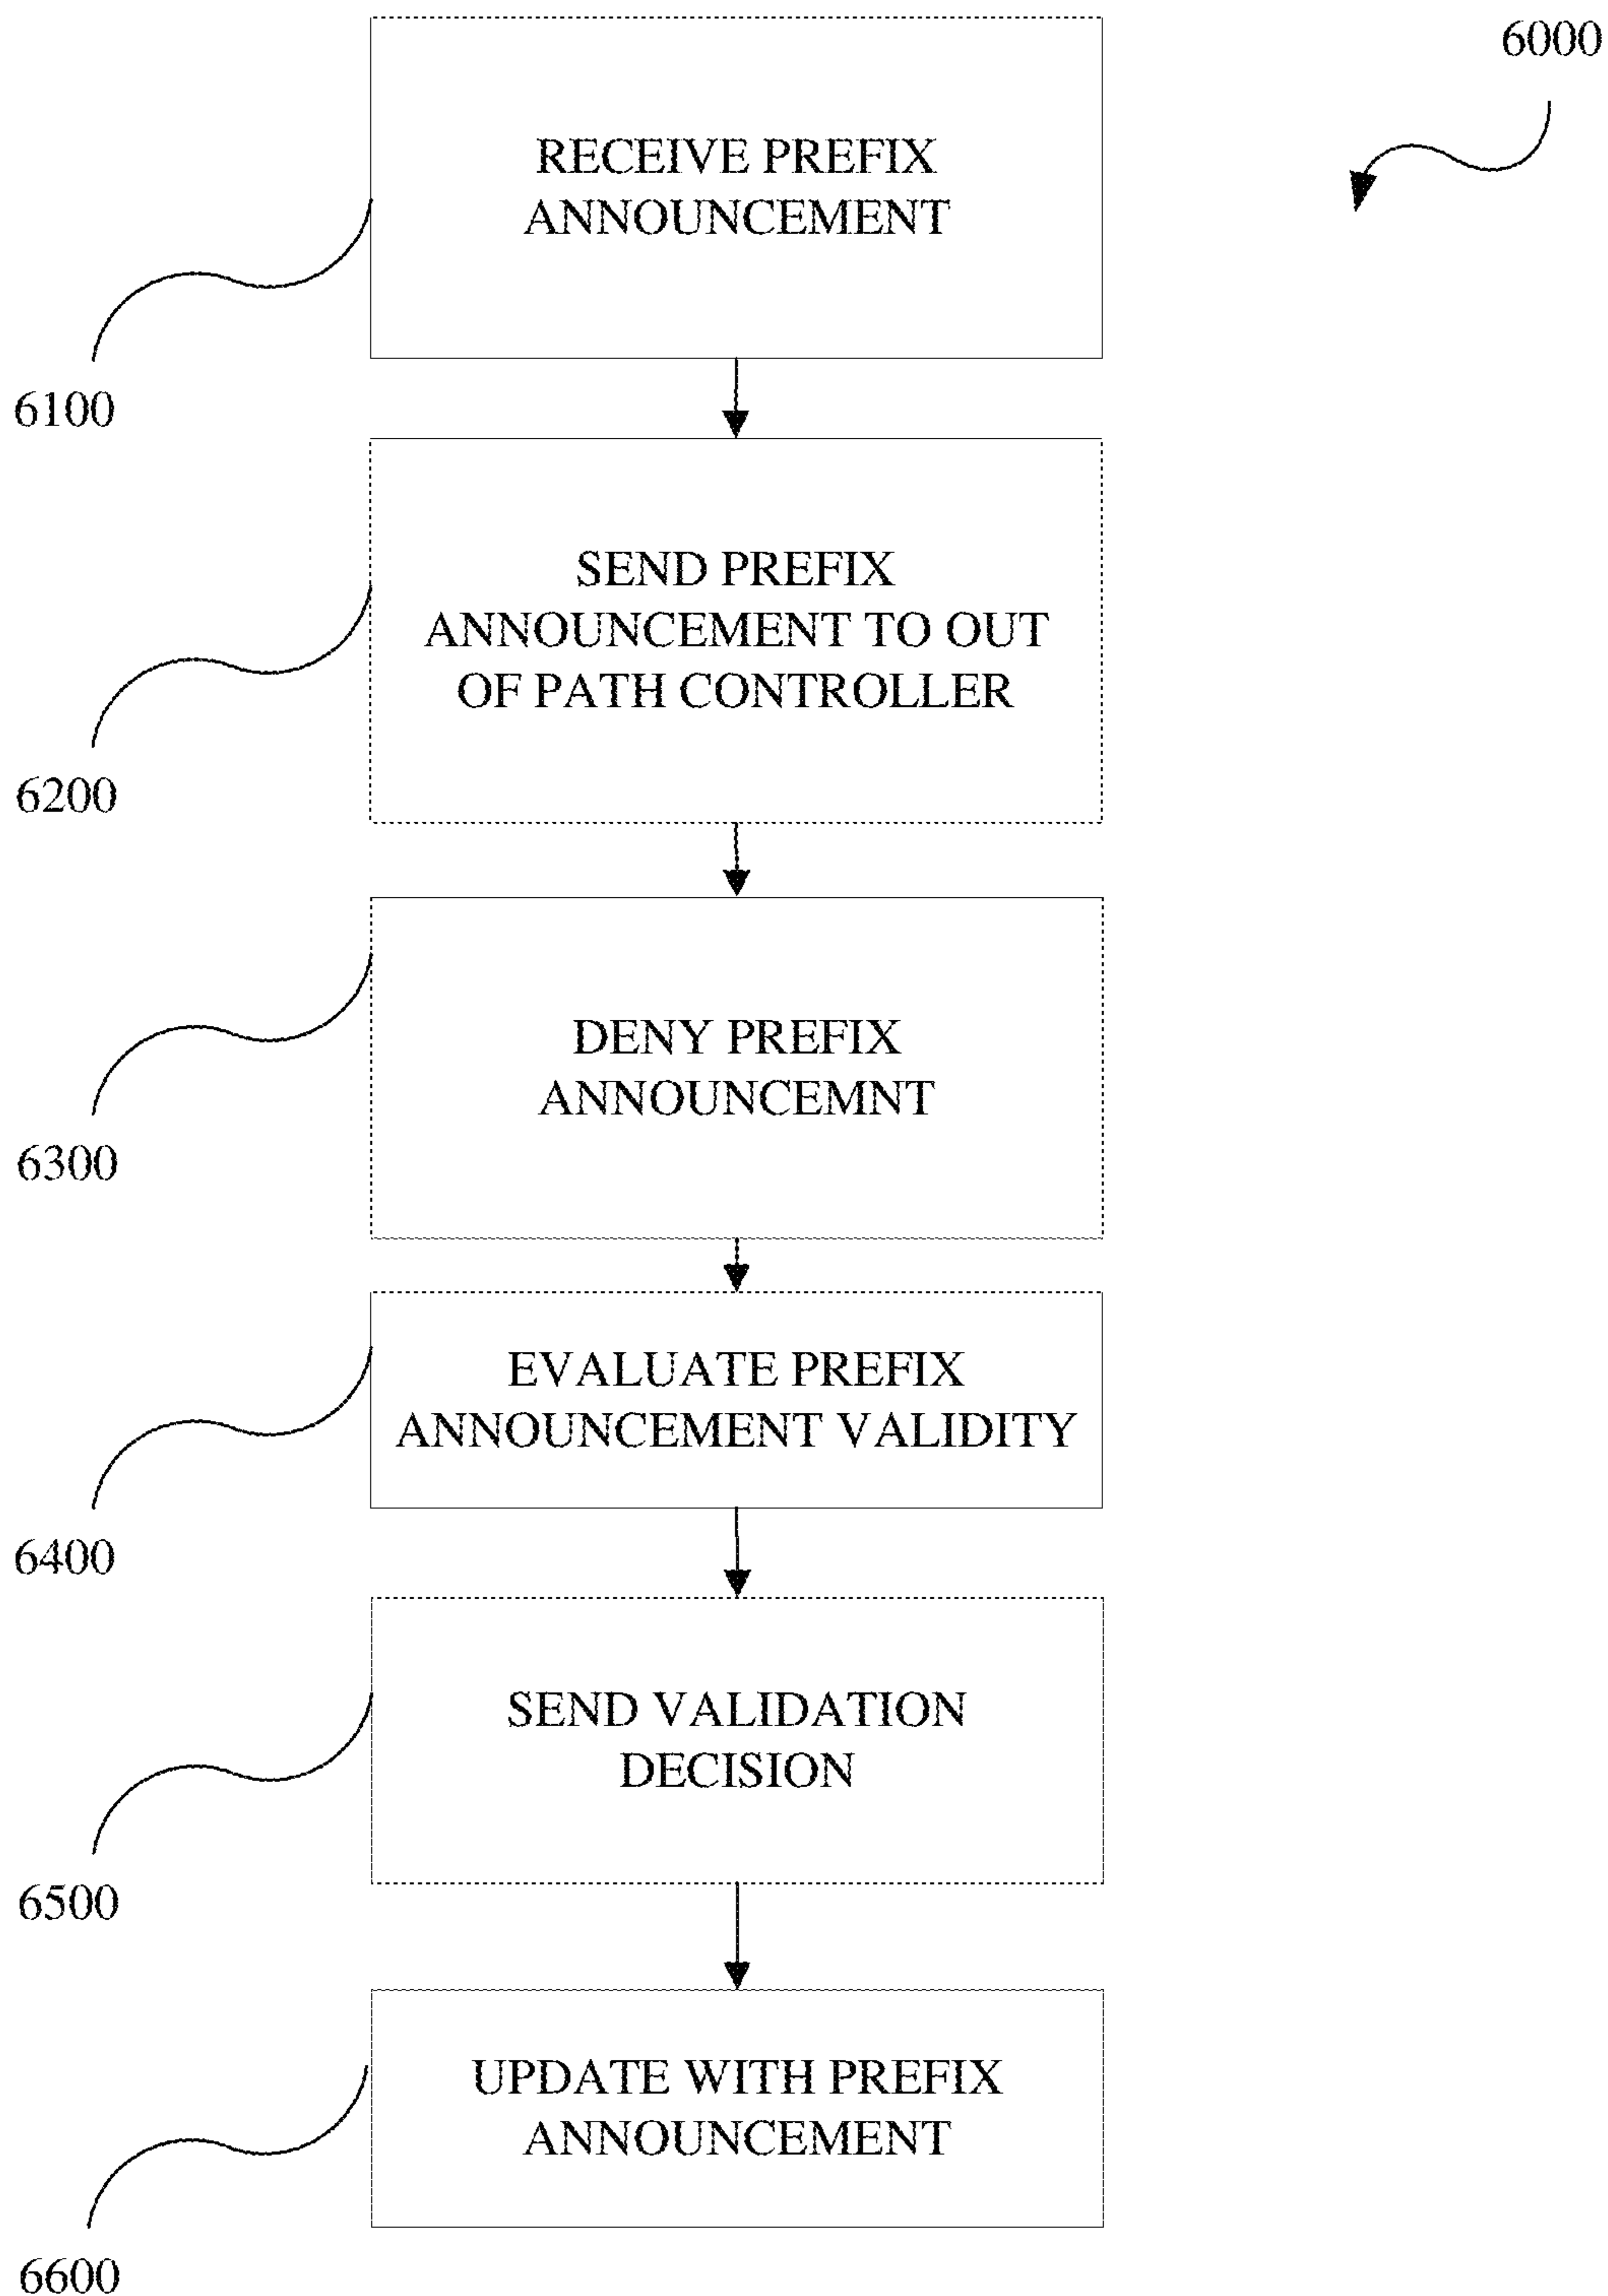 6000
RECEIVE PREFIX
ANNOUNCEMENT
6100
SEND PREFIX
ANNOUNCEMENT TO OUT
OF PATH CONTROLLER
6200
DENY PREFIX
ANNOUNCEMNT
6300
EVALUATE PREFIX
ANNOUNCEMENT VALIDITY
6400
SEND VALIDATION
DECISION
6500
UPDATE WITH PREFIX
ANNOUNCEMENT
6600